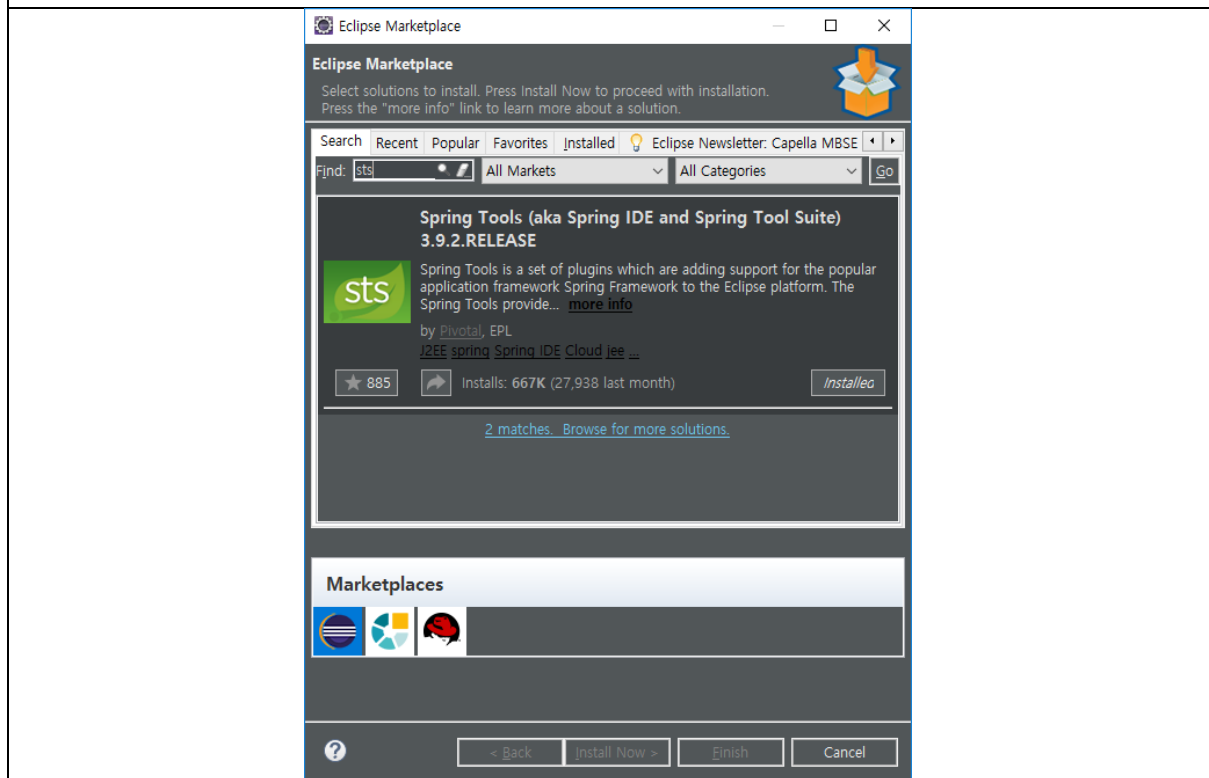 Eclipse Marketplace
Eclipse Marketplace
Select solutions to install. Press Install Now to proceed with installation.
Press the "more info" link to learn more about a solution.
Search Recent Popular Favorites Installed Eclipse Newsletter: Capella MBSE
Find: sts All Markets All Categories Go
Spring Tools (aka Spring IDE and Spring Tool Suite)
3.9.2.RELEASE
sts
Spring Tools is a set of plugins which are adding support for the popular
application framework Spring Framework to the Eclipse platform. The
Spring Tools provide... more info
by Pivotal, EPL
J2EE spring Spring IDE Cloud jee ...
885 Installs: 667K (27,938 last month) Installed
2 matches. Browse for more solutions.
Marketplaces
?
< Back Install Now > Finish Cancel